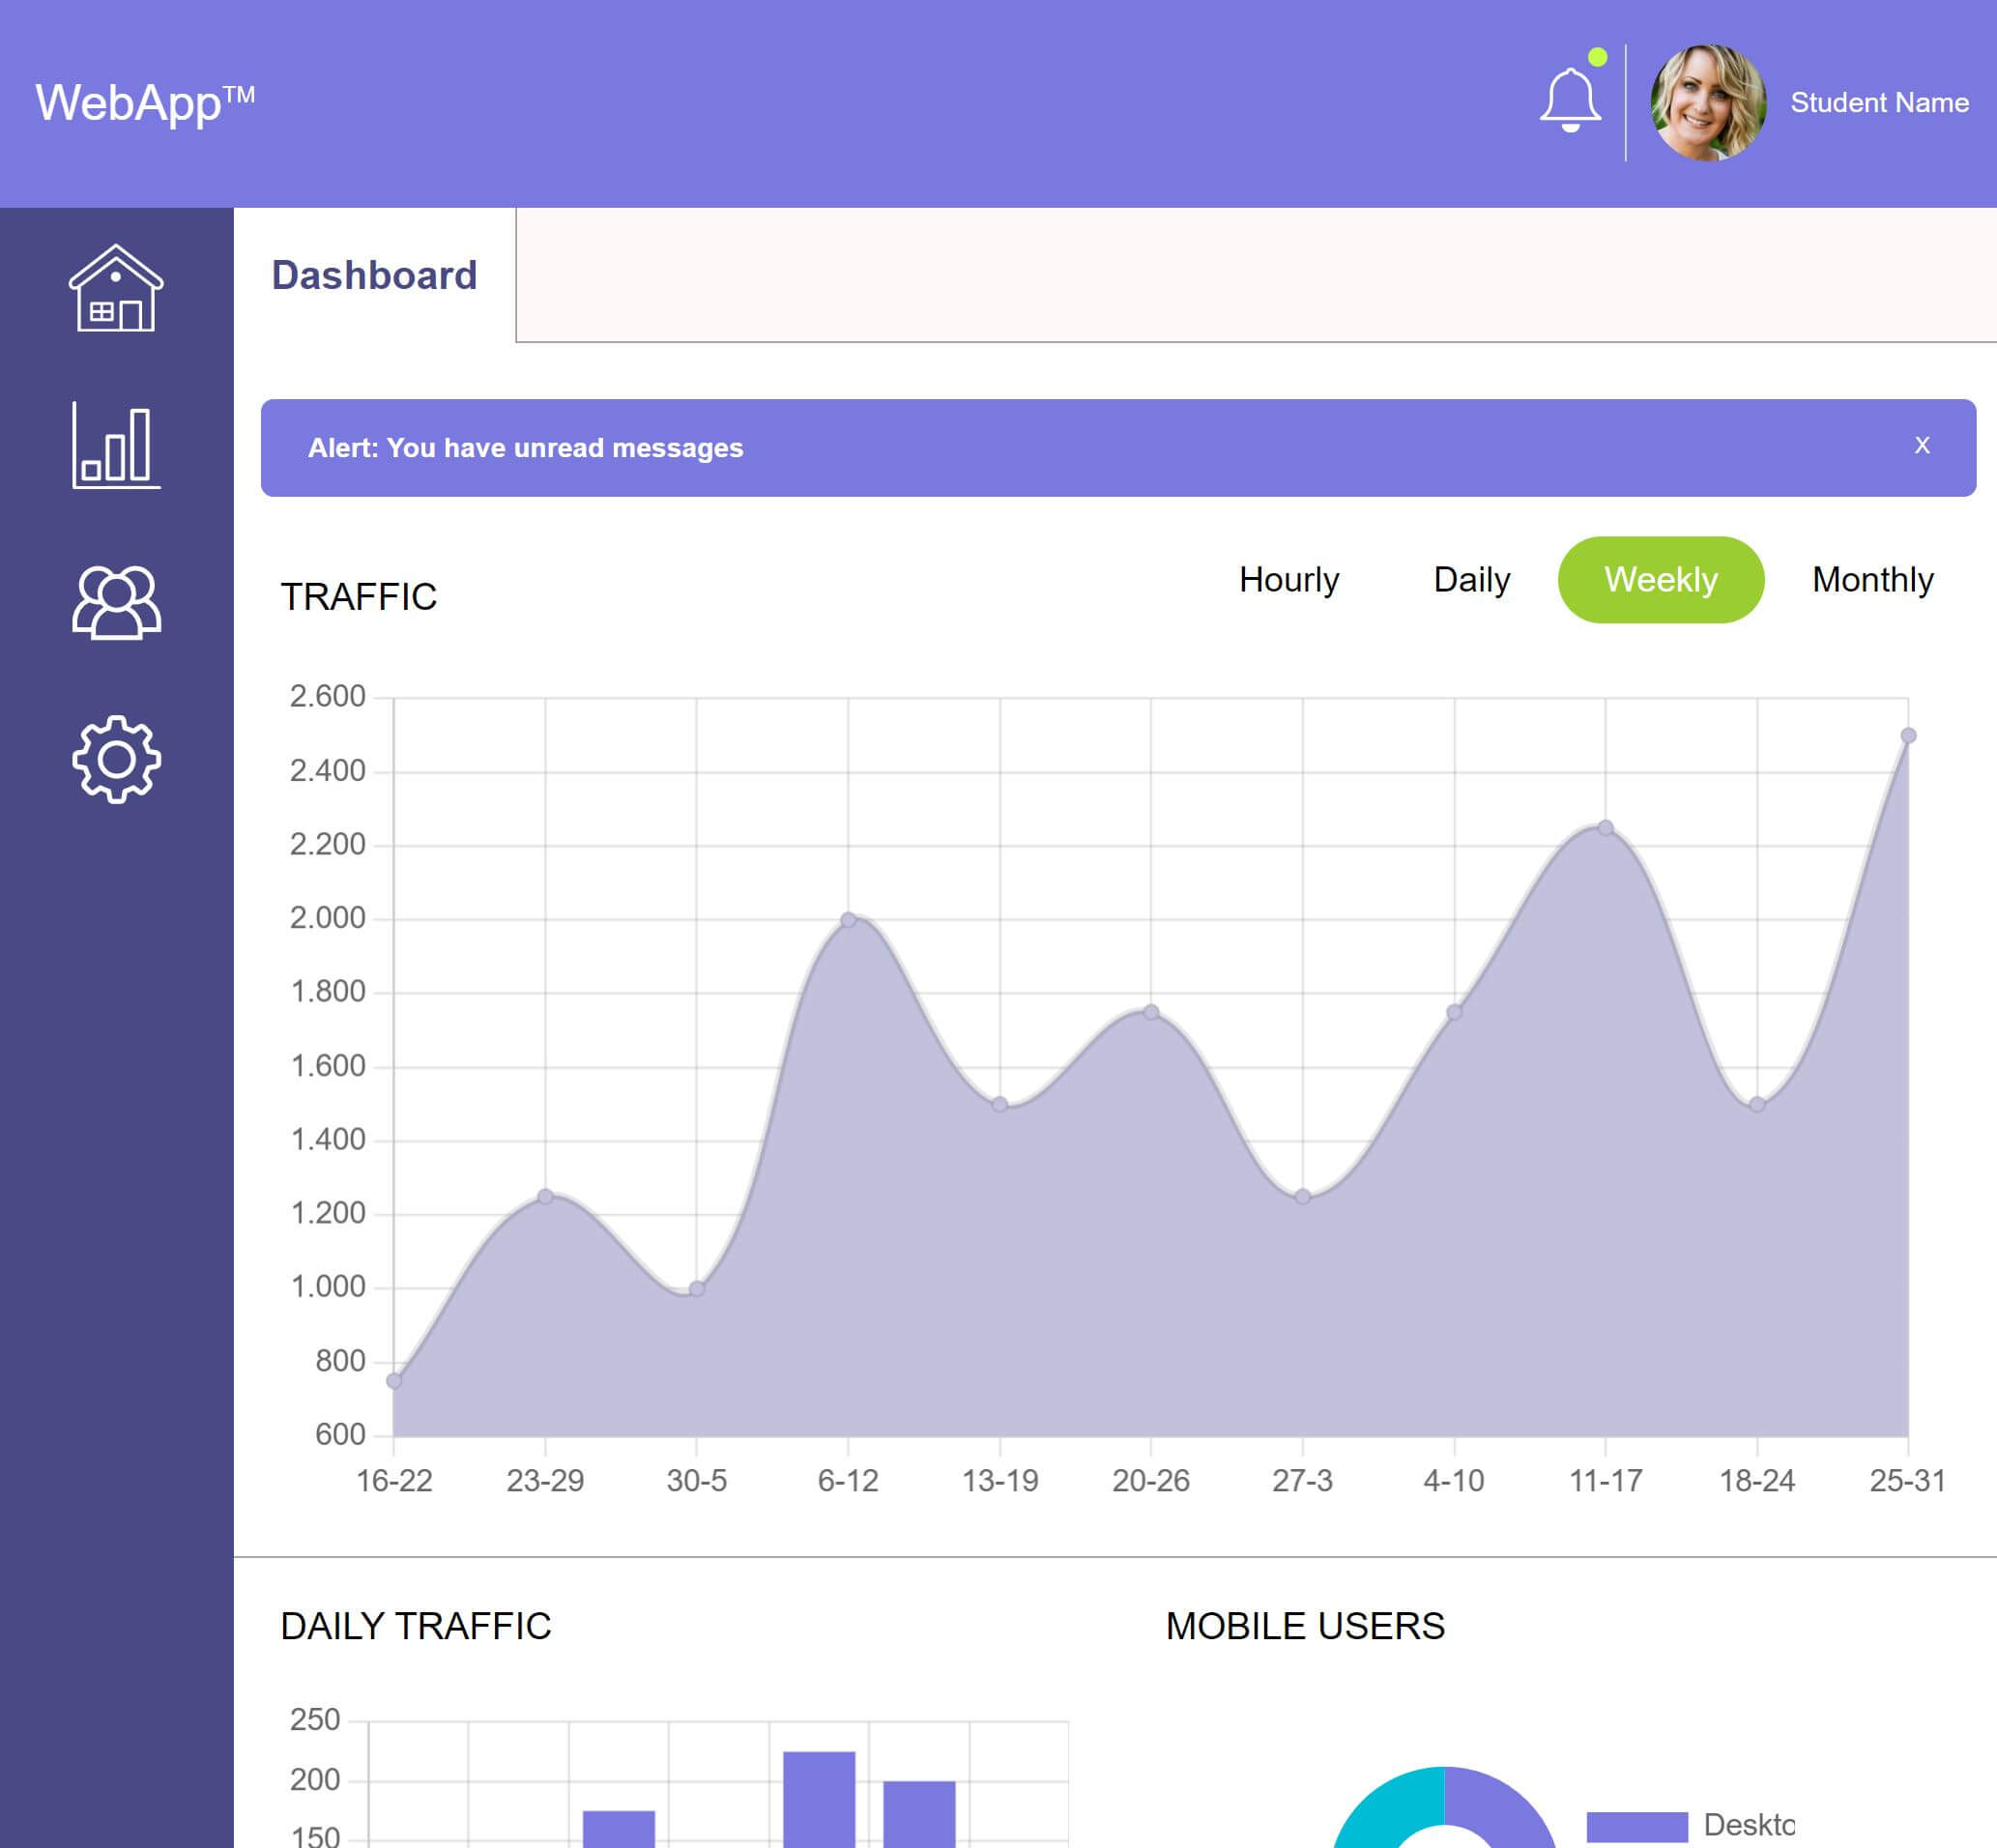 WebApp™
Student Name
Dashboard
Alert: You have unread messages
x
TRAFFIC
Hourly Daily Weekly Monthly
2.600
2.400
2.200
2.000
1.800
1.600
1.400
1.200
1.000
800
600
16-22 23-29 30-5 6-12 13-19 20-26 27-3 4-10 11-17 18-24 25-31
DAILY TRAFFIC
MOBILE USERS
250
200
150
Deskto